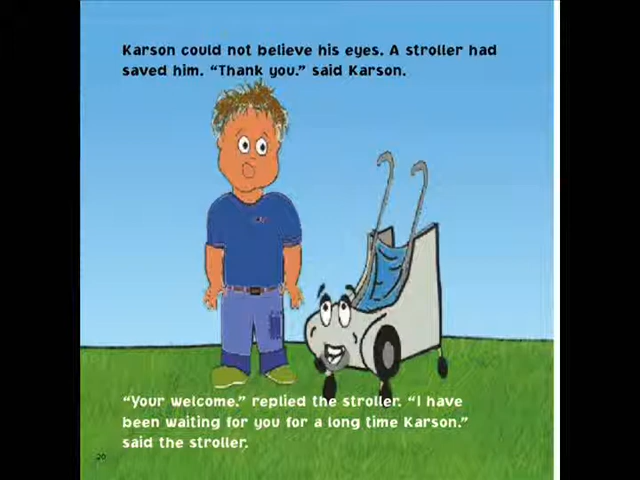 Karson could not believe his eyes. A stroller had
saved him. “Thank you.” said Karson.
“Your welcome.” replied the stroller. “I have
been waiting for you for a long time Karson.”
said the stroller.
20